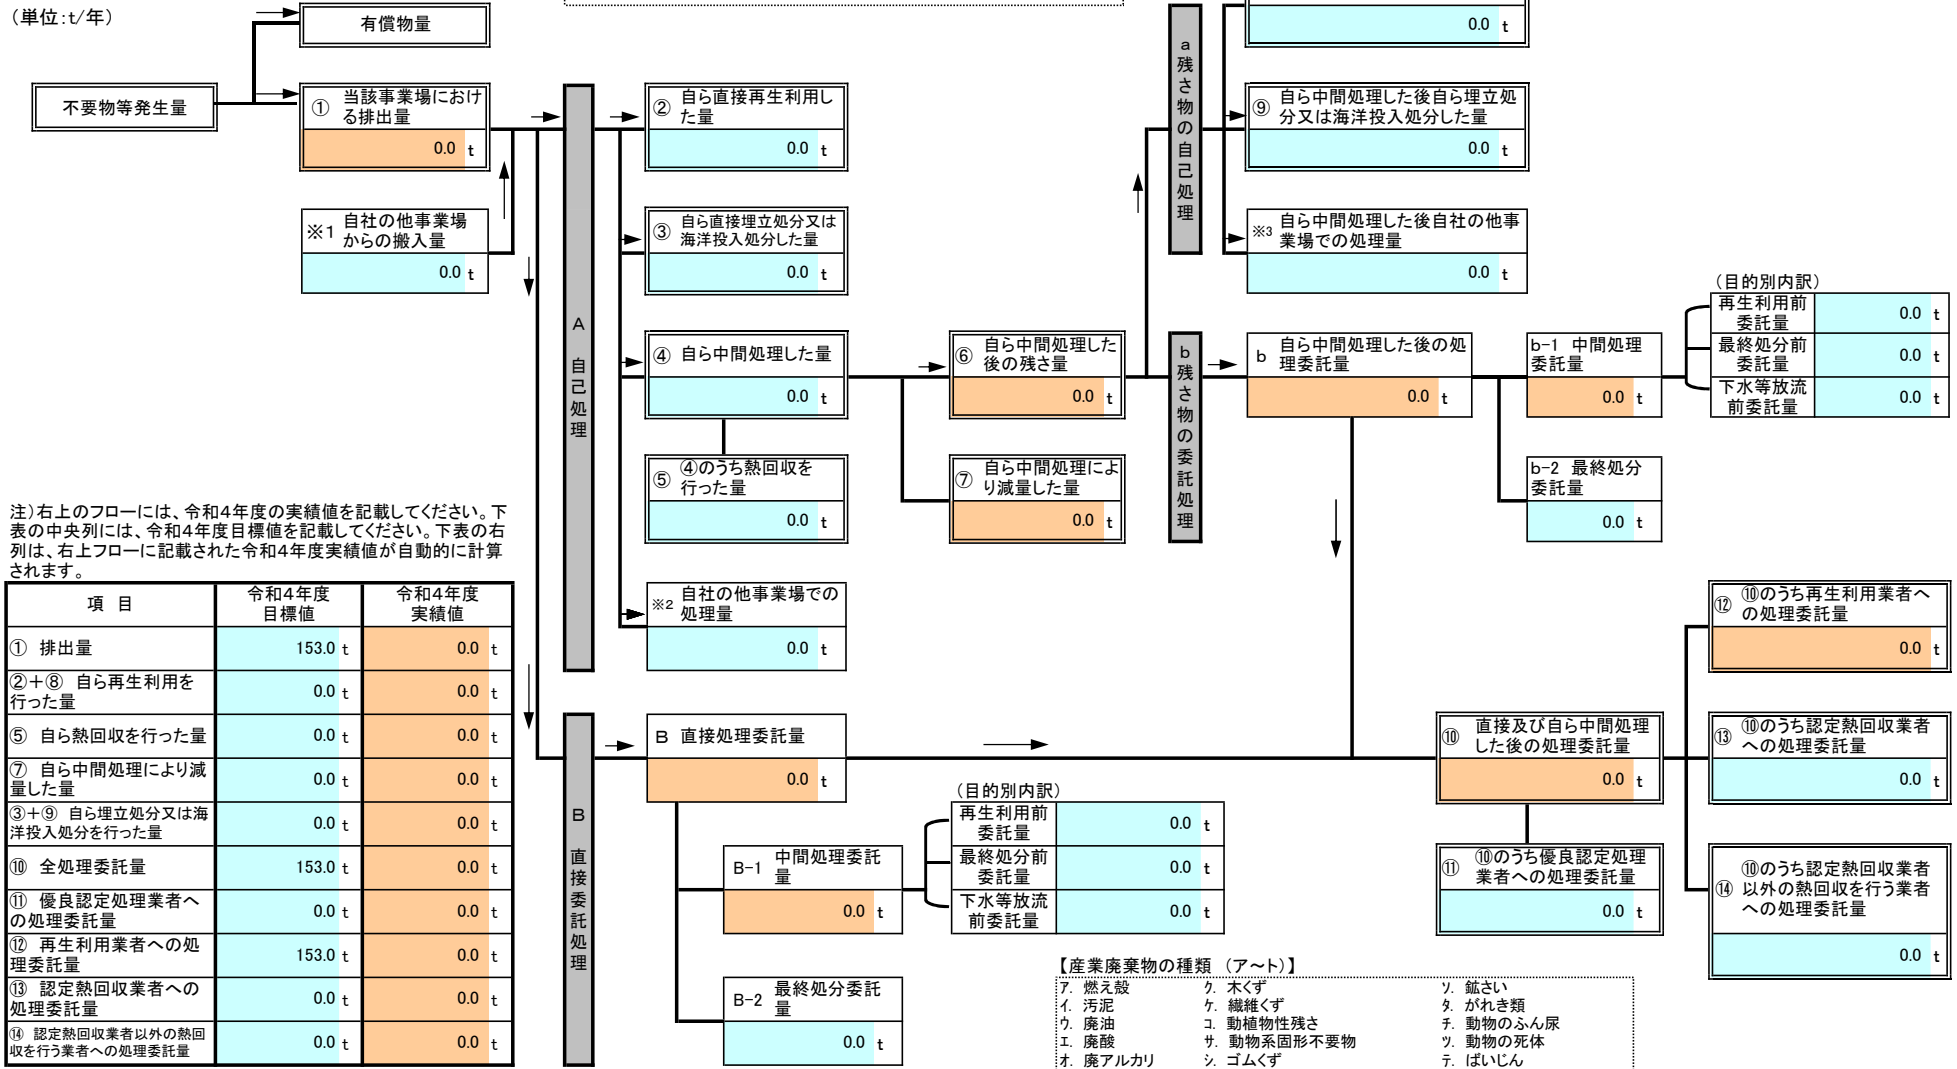 (単位:t/年)
有償物量
不要物等発生量
① 当該事業場におけ
る排出量
0.0 t
※1 自社の他事業場
からの搬入量
0.0 t
A 自己処理
② 自ら直接再生利用し
た量
0.0 t
③ 自ら直接埋立処分又は
海洋投入処分した量
0.0 t
④ 自ら中間処理した量
0.0 t
⑤ ④のうち熱回収を
行った量
0.0 t
※2 自社の他事業場での
処理量
0.0 t
⑥ 自ら中間処理した
後の残さ量
0.0 t
⑦ 自ら中間処理によ
り減量した量
0.0 t
a 残さ物の自己処理
0.0 t
⑨ 自ら中間処理した後自ら埋立処
分又は海洋投入処分した量
0.0 t
※3 自ら中間処理した後自社の他事
業場での処理量
0.0 t
b 残さ物の委託処理
b 自ら中間処理した後の処
理委託量
0.0 t
b-1 中間処理
委託量
0.0 t
b-2 最終処分
委託量
0.0 t
(目的別内訳)
再生利用前
委託量
0.0 t
最終処分前
委託量
0.0 t
下水等放流
前委託量
0.0 t
注)右上のフローには、令和4年度の実績値を記載してください。下
表の中央列には、令和4年度目標値を記載してください。下表の右
列は、右上フローに記載された令和4年度実績値が自動的に計算
されます。
項 目 令和4年度 令和4年度
目標値 実績値
① 排出量 153.0 t 0.0 t
②+⑧ 自ら再生利用を
行った量 0.0 t 0.0 t
⑤ 自ら熱回収を行った量 0.0 t 0.0 t
⑦ 自ら中間処理により減
量した量 0.0 t 0.0 t
③+⑨ 自ら埋立処分又は海
洋投入処分を行った量 0.0 t 0.0 t
⑩ 全処理委託量 153.0 t 0.0 t
⑪ 優良認定処理業者へ
の処理委託量 0.0 t 0.0 t
⑫ 再生利用業者への処
理委託量 153.0 t 0.0 t
⑬ 認定熱回収業者への
処理委託量 0.0 t 0.0 t
⑭ 認定熱回収業者以外の熱回
収を行う業者への処理委託量 0.0 t 0.0 t
B 直接委託処理
B 直接処理委託量
0.0 t
B-1 中間処理委託
量
0.0 t
B-2 最終処分委託
量
0.0 t
(目的別内訳)
再生利用前
委託量
0.0 t
最終処分前
委託量
0.0 t
下水等放流
前委託量
0.0 t
⑩ 直接及び自ら中間処理
した後の処理委託量
0.0 t
⑪ ⑩のうち優良認定処理
業者への処理委託量
0.0 t
⑫ ⑩のうち再生利用業者へ
の処理委託量
0.0 t
⑬ ⑩のうち認定熱回収業者
への処理委託量
0.0 t
⑭ ⑩のうち認定熱回収業者
以外の熱回収を行う業者
への処理委託量
0.0 t
【産業廃棄物の種類 (ア~ト)】
ア. 燃え殻 ク. 木くず ソ. 鉱さい
イ. 汚泥 ケ. 繊維くず タ. がれき類
ウ. 廃油 コ. 動植物性残さ チ. 動物のふん尿
エ. 廃酸 サ. 動物系固形不要物 ツ. 動物の死体
オ. 廃アルカリ シ. ゴムくず テ. ばいじん